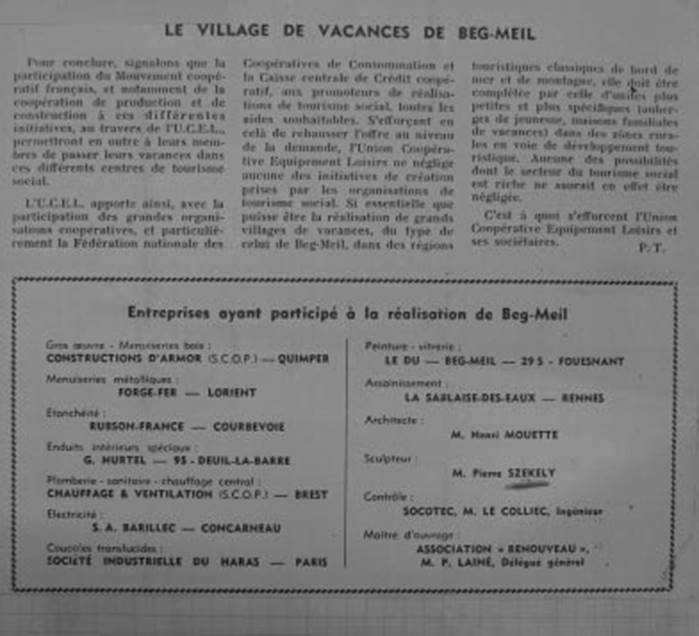 LE VILLAGE DE VACANCES DE BEG-MEIL
Pour conclure, signalons que la
participation du Mouvement coopé-
ratif français, et notamment de la
coopération de production et de
construction à ces différentes
initiatives, au travers de l'U.C.E.L.,
permettront en outre à leurs mem-
bres de passer leurs vacances dans
ces différents centres de tourisme
social.
L'U.C.E.L. apporte ainsi, avec la
participation des grandes organi-
sations coopératives, et particuliè-
rement la Fédération nationale des
Coopératives de Consommation et
la Caisse centrale de Crédit coopé-
ratif, aux promoteurs de réalisa-
tions de tourisme social, toutes les
aides souhaitables. S'efforçant en
celà de rehausser l'offre au niveau
de la demande, l'Union Coopéra-
tive Equipement Loisirs ne néglige
aucune des initiatives de création
prises par les organisations de
tourisme social. Si essentielle que
puisse être la réalisation de grands
villages de vacances, du type de
celui de Beg-Meil, dans des régions
touristiques classiques de bord de
mer et de montagne, elle doit être
complétée par celle d'unités plus
petites et plus spécifiques (auber-
ges de jeunesse, maisons familiales
de vacances) dans des zônes rura-
les en voie de développement tou-
ristique. Aucune des possibilités
dont le secteur du tourisme social
est riche ne saurait en effet être
négligée.
C'est à quoi s'efforcent l'Union
Coopérative Equipement Loisirs et
ses sociétaires.
P. T.
Entreprises ayant participé à la réalisation de Beg-Meil
Gros œuvre - Menuiseries bois :
CONSTRUCTIONS D'ARMOR (S.C.O.P.) — QUIMPER
Menuiseries métalliques :
FORGE-FER — LORIENT
Etanchéité :
RUBSON-FRANCE — COURBEVOIE
Enduits intérieurs spéciaux :
G. HURTEL — 95 - DEUIL-LA-BARRE
Plomberie - sanitaire - chauffage central :
CHAUFFAGE & VENTILATION (S.C.O.P.) — BREST
Electricité :
S. A. BARILLEC — CONCARNEAU
Coupoles translucides :
SOCIÉTÉ INDUSTRIELLE DU HARAS — PARIS
Peinture - vitrerie :
LE DU — BEG-MEIL — 29 S - FOUESNANT
Assainissement :
LA SABLAISE-DES-EAUX — RENNES
Architecte :
M. Henri MOUETTE
Sculpteur :
M. Pierre SZEKELY
Contrôle :
SOCOTEC, M. LE COLLIEC, Ingénieur
Maître d'ouvrage :
ASSOCIATION « RENOUVEAU »,
M. P. LAINÉ, Délégué général